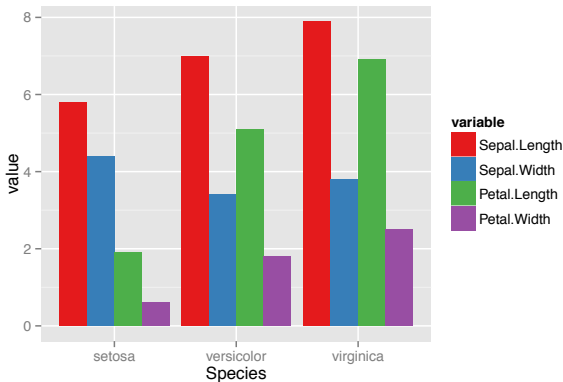 8
6
4
2
0
value
setosa versicolor virginica
Species
variable
Sepal.Length
Sepal.Width
Petal.Length
Petal.Width